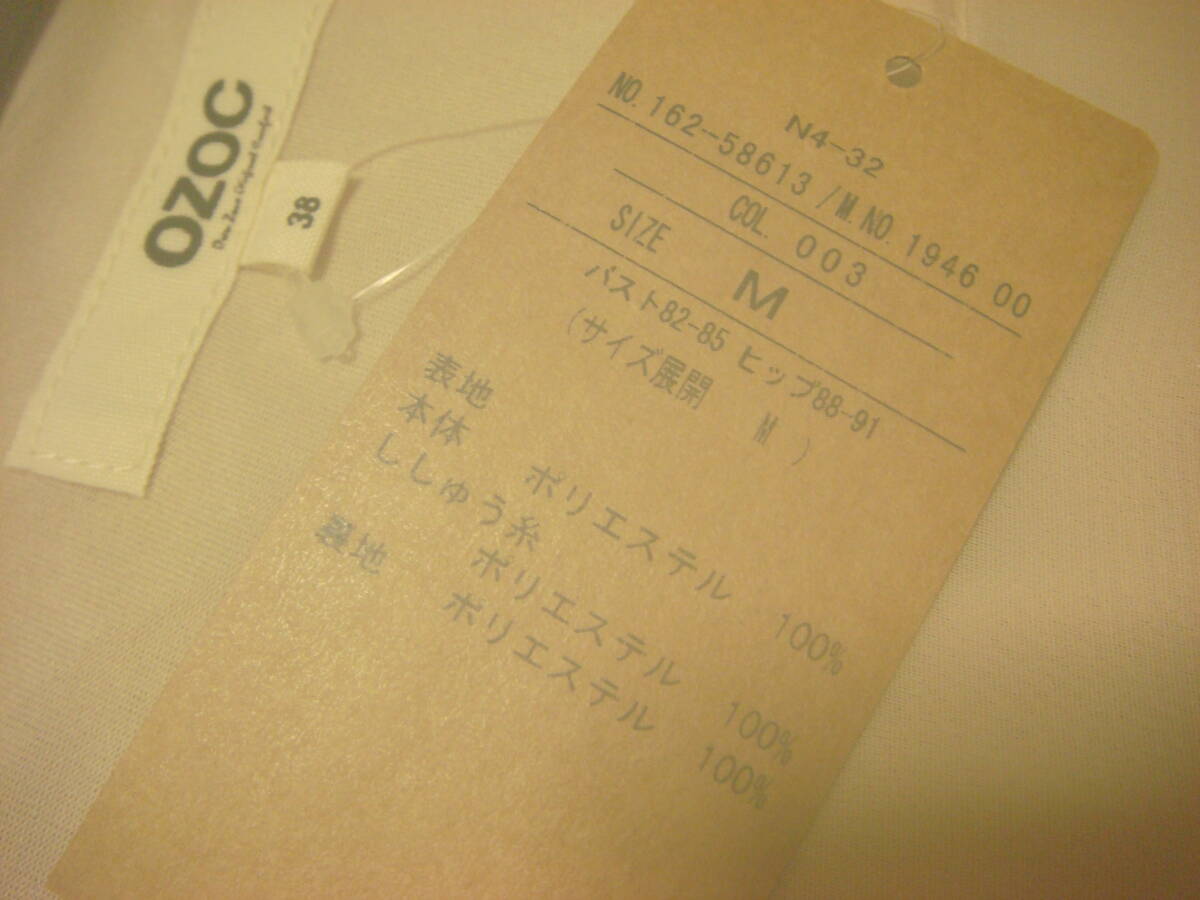 OZOC
38
N4-32
NO. 162-58613 /M.NO. 1946 00
COL. 003
SIZE M
バスト82-85 ヒップ88-91
(サイズ展開 M )
表地
本体 ポリエステル 100%
ししゅう糸 ポリエステル 100%
裏地 ポリエステル 100%